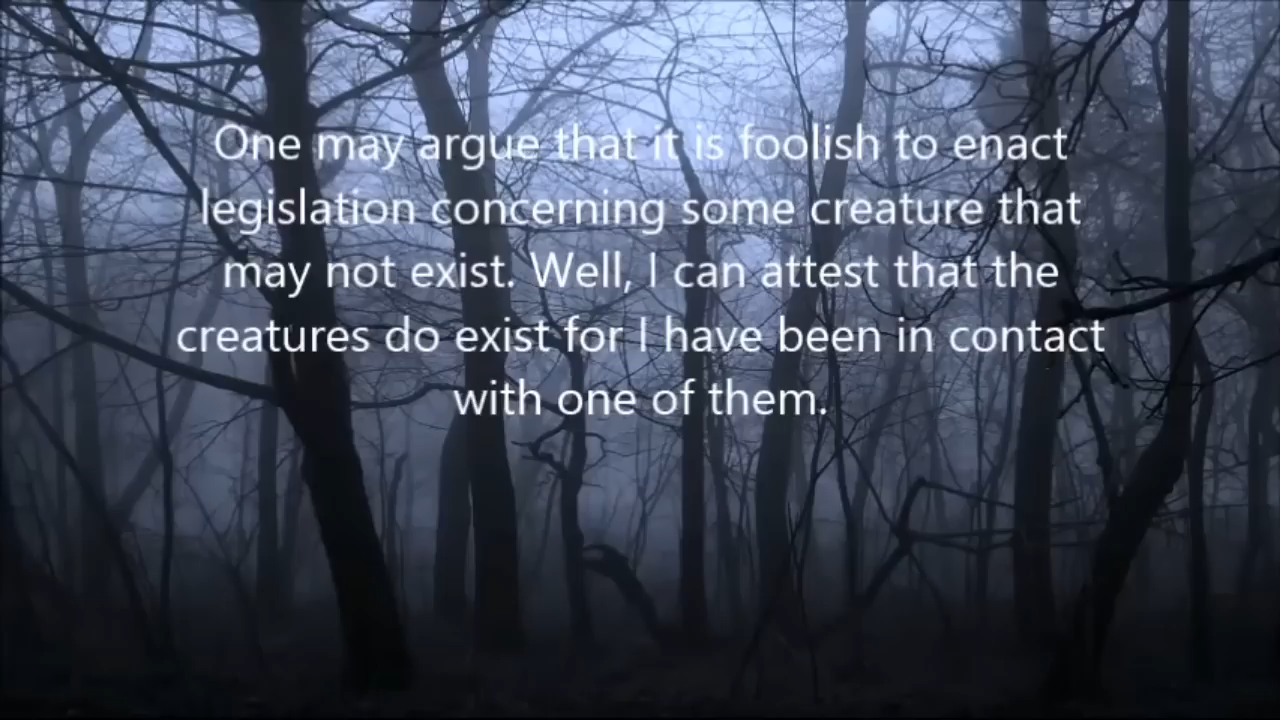 One may argue that it is foolish to enact
legislation concerning some creature that
may not exist. Well, I can attest that the
creatures do exist for I have been in contact
with one of them.